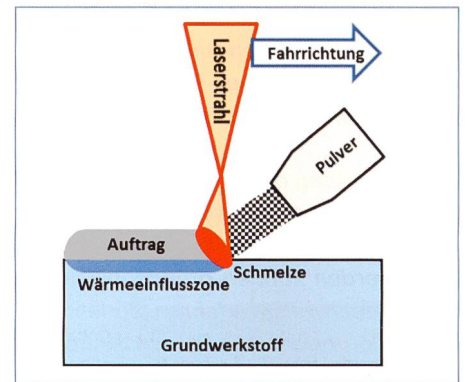 Laserstrahl
Fahrrichtung
Pulver
Auftrag
Schmelze
Wärmeeinflusszone
Grundwerkstoff